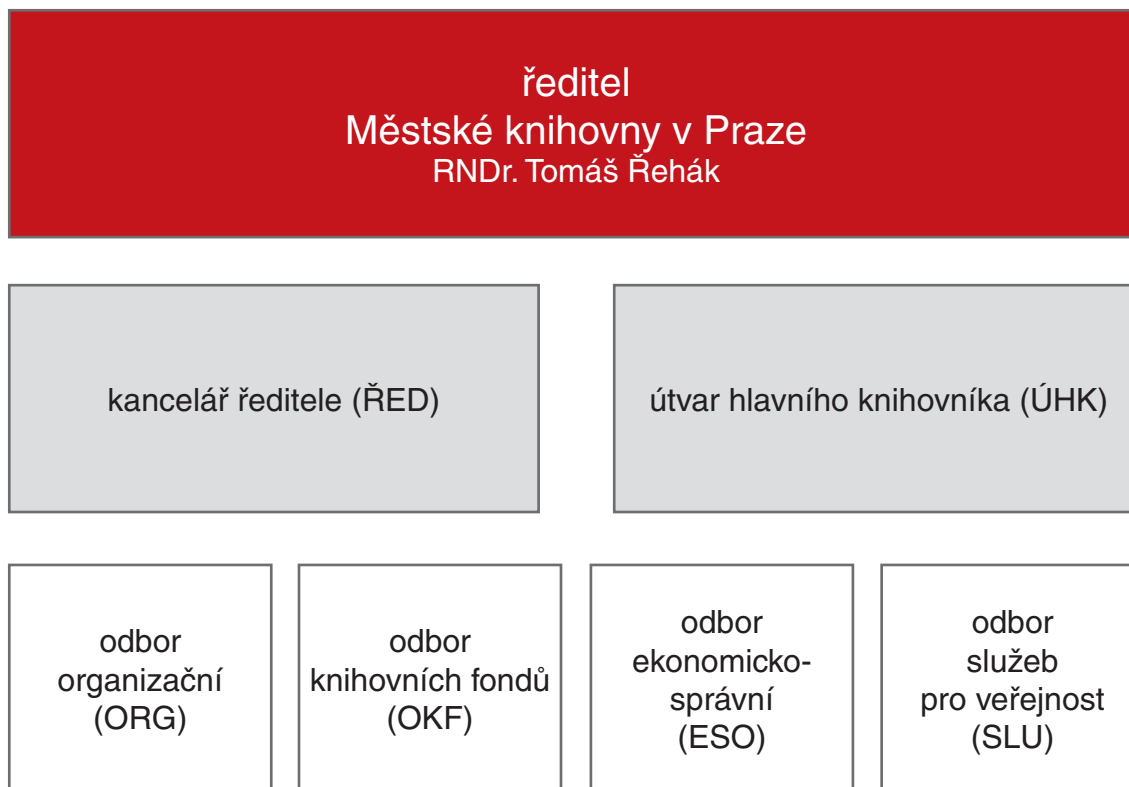 ředitel
Městské knihovny v Praze
RNDr. Tomáš Řehák
kancelář ředitele (ŘED)
útvar hlavního knihovníka (ÚHK)
odbor
organizační
(ORG)
odbor
knihovních fondů
(OKF)
odbor
ekonomicko-
správní
(ESO)
odbor
služeb
pro veřejnost
(SLU)